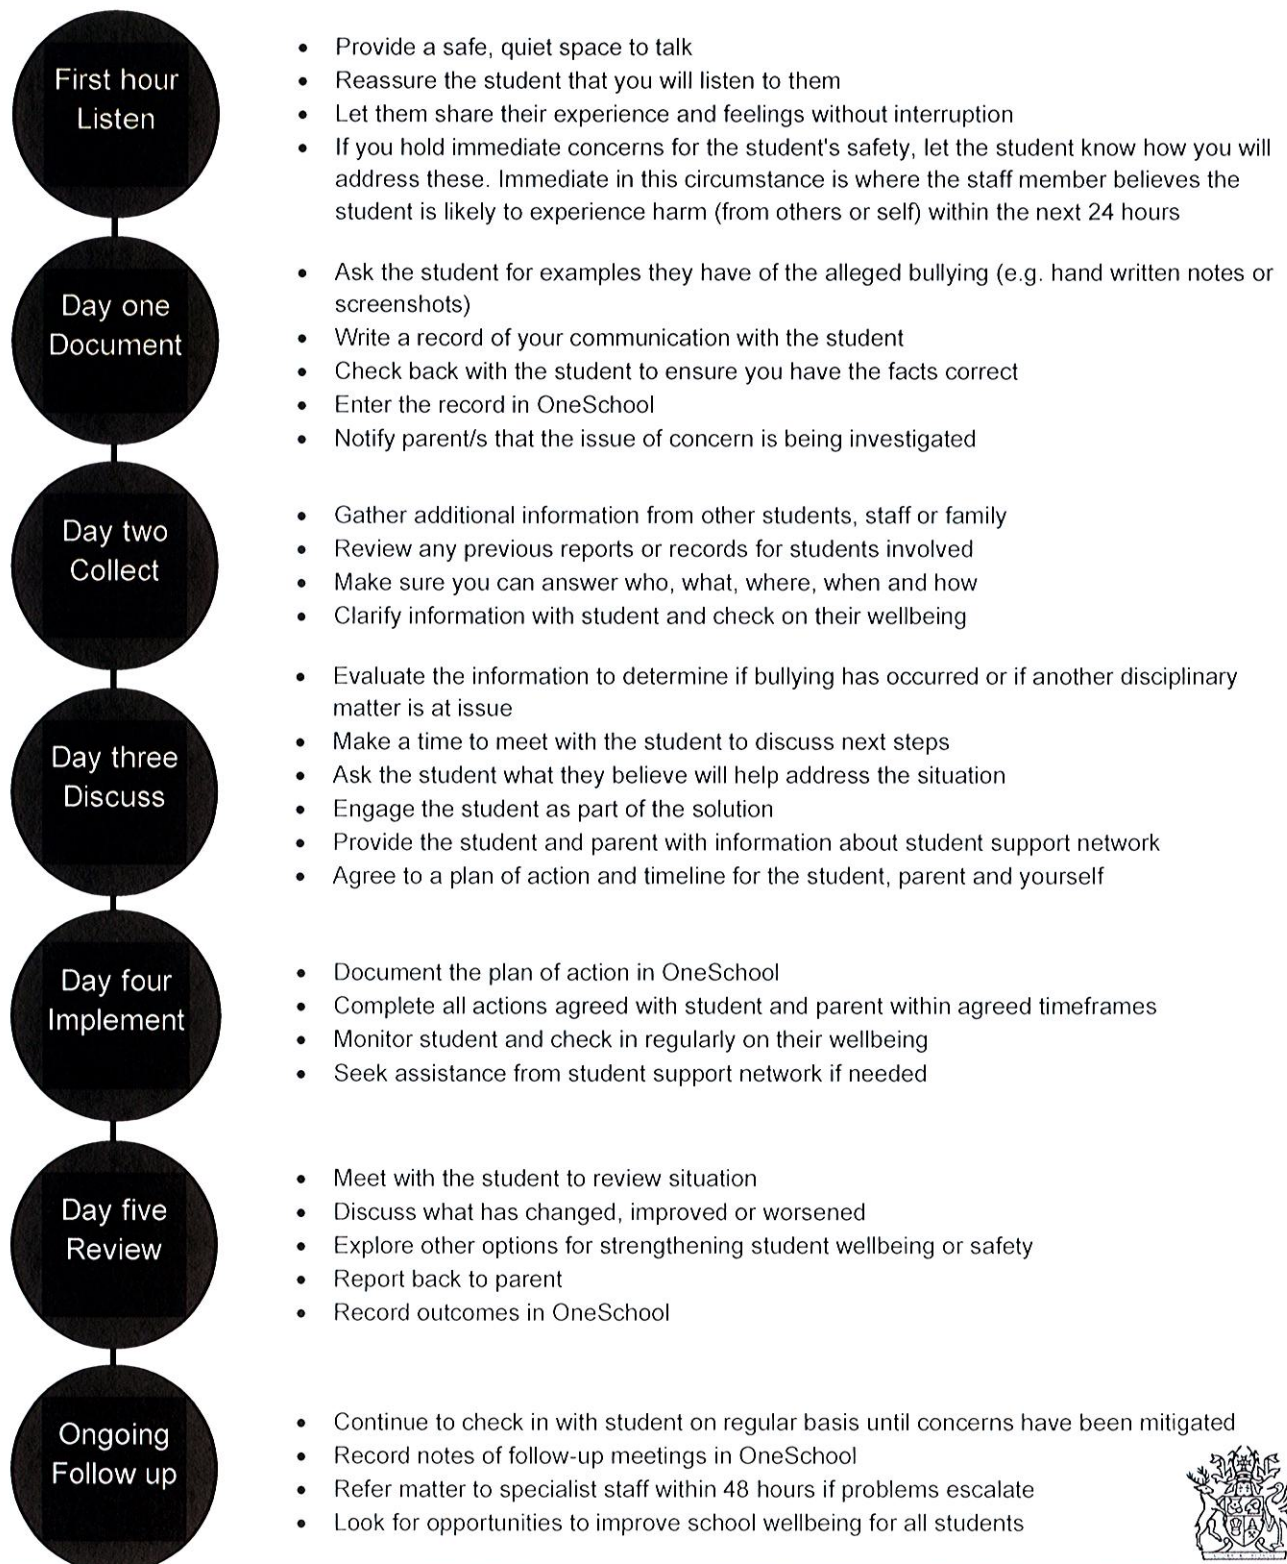 First hour
Listen
• Provide a safe, quiet space to talk
• Reassure the student that you will listen to them
• Let them share their experience and feelings without interruption
• If you hold immediate concerns for the student's safety, let the student know how you will
address these. Immediate in this circumstance is where the staff member believes the
student is likely to experience harm (from others or self) within the next 24 hours
Day one
Document
• Ask the student for examples they have of the alleged bullying (e.g. hand written notes or
screenshots)
• Write a record of your communication with the student
• Check back with the student to ensure you have the facts correct
• Enter the record in OneSchool
• Notify parent/s that the issue of concern is being investigated
Day two
Collect
• Gather additional information from other students, staff or family
• Review any previous reports or records for students involved
• Make sure you can answer who, what, where, when and how
• Clarify information with student and check on their wellbeing
Day three
Discuss
• Evaluate the information to determine if bullying has occurred or if another disciplinary
matter is at issue
• Make a time to meet with the student to discuss next steps
• Ask the student what they believe will help address the situation
• Engage the student as part of the solution
• Provide the student and parent with information about student support network
• Agree to a plan of action and timeline for the student, parent and yourself
Day four
Implement
• Document the plan of action in OneSchool
• Complete all actions agreed with student and parent within agreed timeframes
• Monitor student and check in regularly on their wellbeing
• Seek assistance from student support network if needed
Day five
Review
• Meet with the student to review situation
• Discuss what has changed, improved or worsened
• Explore other options for strengthening student wellbeing or safety
• Report back to parent
• Record outcomes in OneSchool
Ongoing
Follow up
• Continue to check in with student on regular basis until concerns have been mitigated
• Record notes of follow-up meetings in OneSchool
• Refer matter to specialist staff within 48 hours if problems escalate
• Look for opportunities to improve school wellbeing for all students